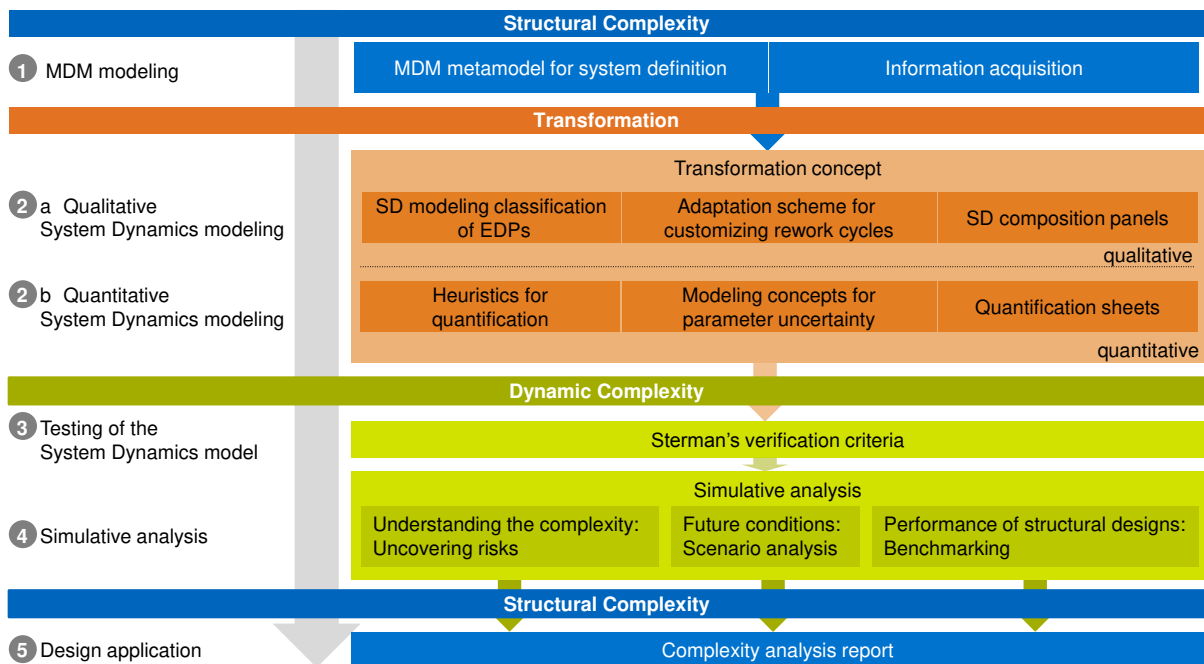 Structural Complexity
1 MDM modeling
MDM metamodel for system definition
Information acquisition
Transformation
Transformation concept
2 a Qualitative
System Dynamics modeling
SD modeling classification
of EDPs
Adaptation scheme for
customizing rework cycles
SD composition panels
qualitative
2 b Quantitative
System Dynamics modeling
Heuristics for
quantification
Modeling concepts for
parameter uncertainty
Quantification sheets
quantitative
Dynamic Complexity
3 Testing of the
System Dynamics model
Sterman's verification criteria
Simulative analysis
4 Simulative analysis
Understanding the complexity:
Uncovering risks
Future conditions:
Scenario analysis
Performance of structural designs:
Benchmarking
Structural Complexity
5 Design application
Complexity analysis report